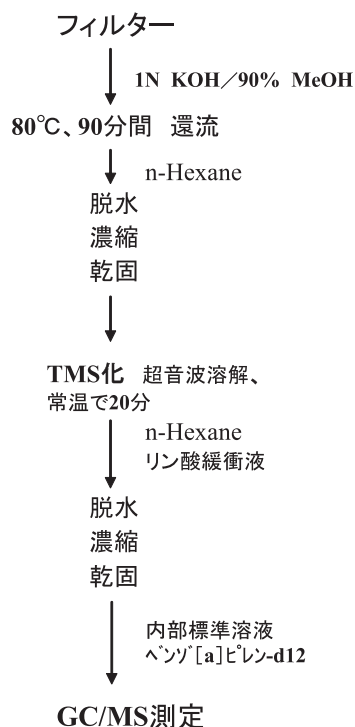 フィルター
1N KOH／90% MeOH
80℃、90分間 還流
n-Hexane
脱水
濃縮
乾固
TMS化 超音波溶解、
常温で20分
n-Hexane
リン酸緩衝液
脱水
濃縮
乾固
内部標準溶液
ﾍﾞﾝｿﾞ[a]ﾋﾟﾚﾝ-d12
GC/MS測定